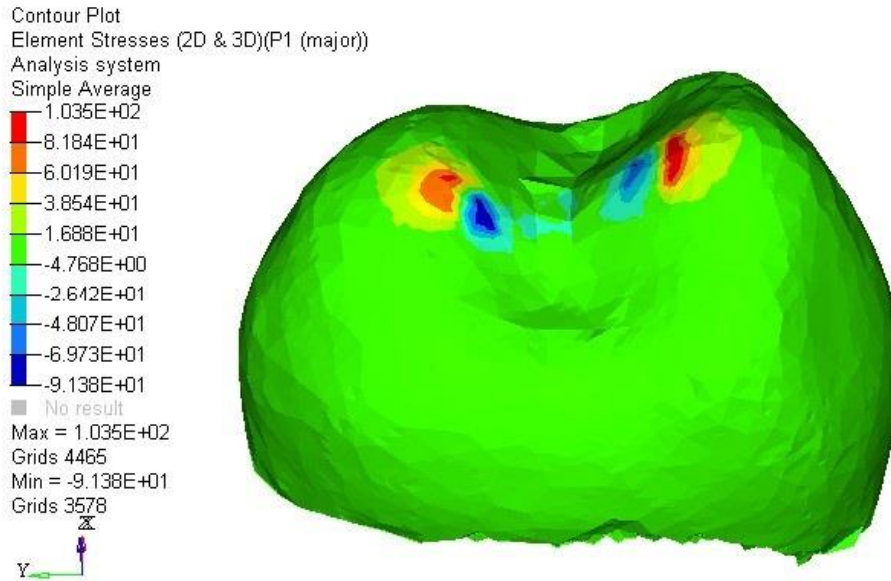 Contour Plot
Element Stresses (2D & 3D)(P1 (major))
Analysis system
Simple Average
1.035E+02
8.184E+01
6.019E+01
3.854E+01
1.688E+01
-4.768E+00
-2.642E+01
-4.807E+01
-6.973E+01
-9.138E+01
No result
Max = 1.035E+02
Grids 4465
Min = -9.138E+01
Grids 3578
Y